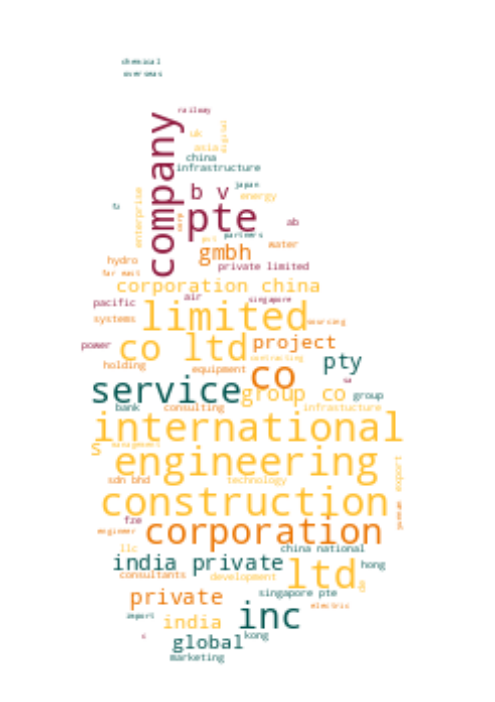 chemical
overseas
railway
company
uk
digital
asia
china
infrastructure
japan
enterprise
b v
energy
pte
ab
partners
gmbh
water
hydro
private limited
far east
corporation china
pacific
air
singapore
limited
systems
sourcing
power
co ltd
project
contracting
pty
holding
equipment
co
service
group co
group
bank
consulting
infrastucture
international
s
management
engineering
export
sdn bhd
technology
construction
fze
engineer
corporation
llc
china national
india private
ltd
hong
consultants
development
de
private
singapore pte
electric
import
india
inc
kong
global
marketing